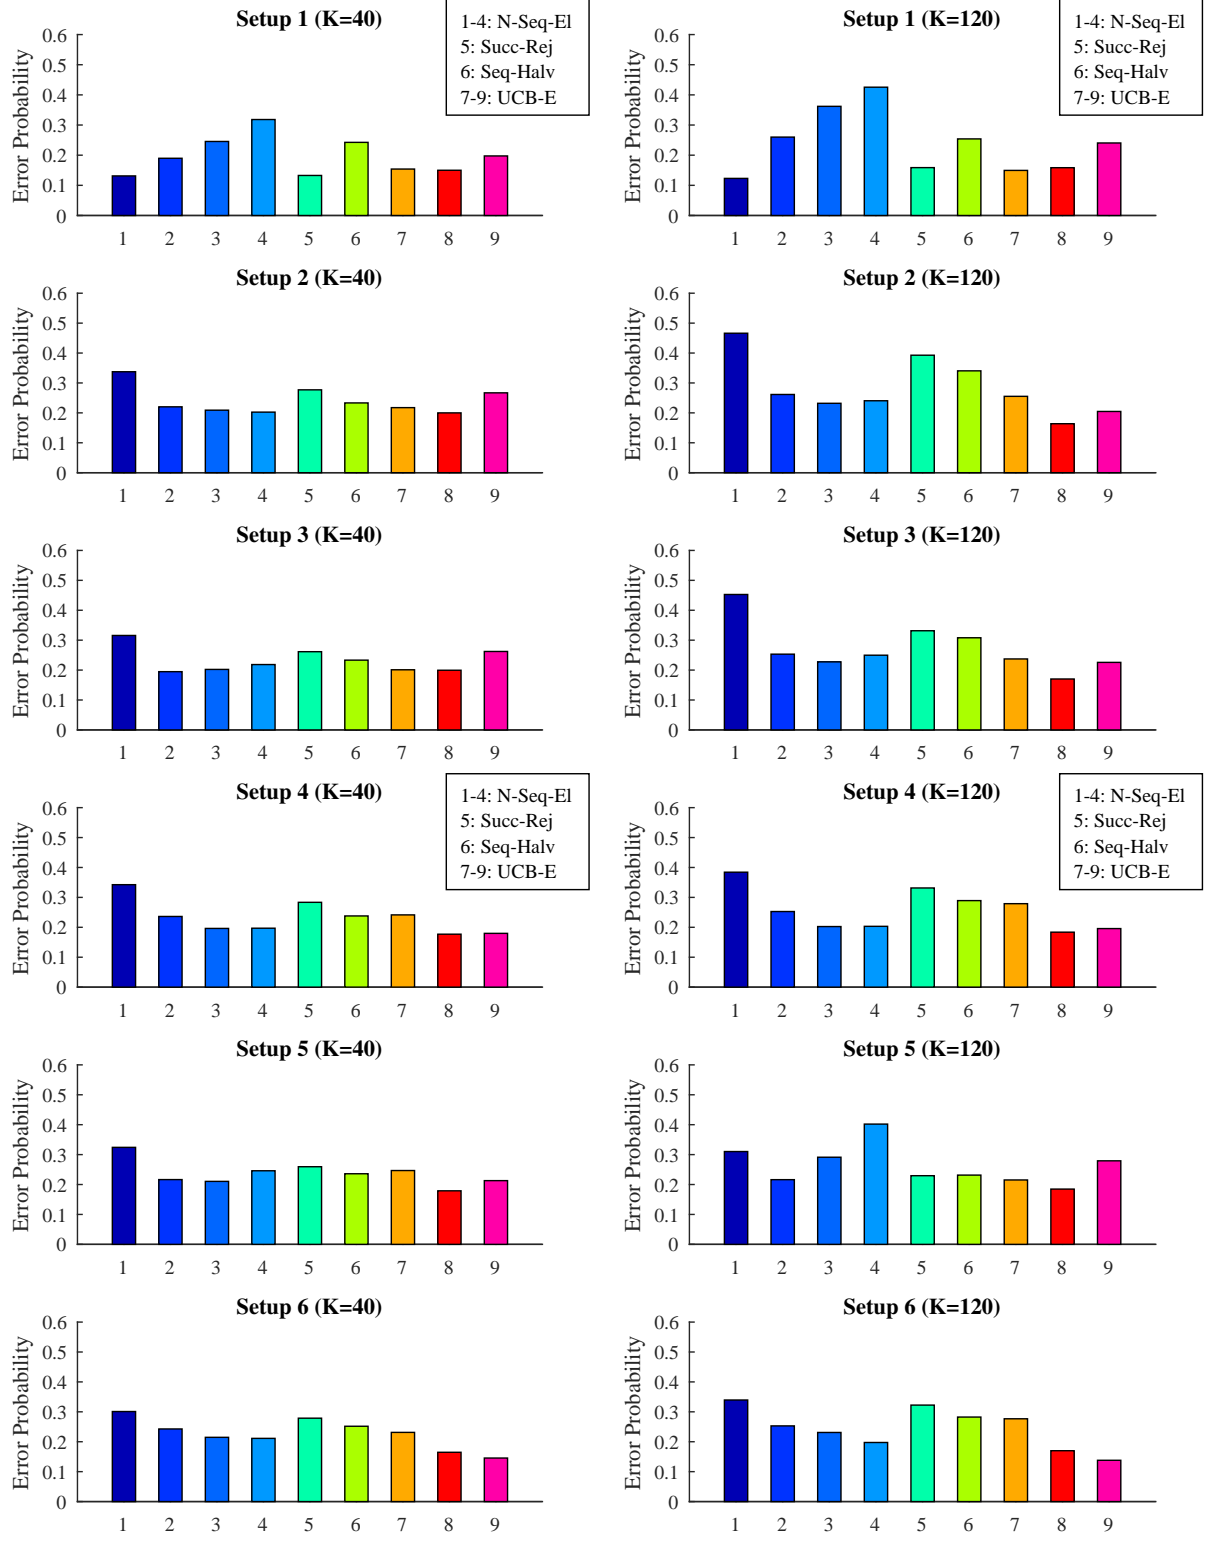 Setup 1 (K=40)
1-4: N-Seq-El
5: Succ-Rej
6: Seq-Halv
7-9: UCB-E
Error Probability
0.6
0.5
0.4
0.3
0.2
0.1
0
1 2 3 4 5 6 7 8 9
Setup 1 (K=120)
1-4: N-Seq-El
5: Succ-Rej
6: Seq-Halv
7-9: UCB-E
Error Probability
0.6
0.5
0.4
0.3
0.2
0.1
0
1 2 3 4 5 6 7 8 9
Setup 2 (K=40)
Error Probability
0.6
0.5
0.4
0.3
0.2
0.1
0
1 2 3 4 5 6 7 8 9
Setup 2 (K=120)
Error Probability
0.6
0.5
0.4
0.3
0.2
0.1
0
1 2 3 4 5 6 7 8 9
Setup 3 (K=40)
Error Probability
0.6
0.5
0.4
0.3
0.2
0.1
0
1 2 3 4 5 6 7 8 9
Setup 3 (K=120)
Error Probability
0.6
0.5
0.4
0.3
0.2
0.1
0
1 2 3 4 5 6 7 8 9
Setup 4 (K=40)
1-4: N-Seq-El
5: Succ-Rej
6: Seq-Halv
7-9: UCB-E
Error Probability
0.6
0.5
0.4
0.3
0.2
0.1
0
1 2 3 4 5 6 7 8 9
Setup 4 (K=120)
1-4: N-Seq-El
5: Succ-Rej
6: Seq-Halv
7-9: UCB-E
Error Probability
0.6
0.5
0.4
0.3
0.2
0.1
0
1 2 3 4 5 6 7 8 9
Setup 5 (K=40)
Error Probability
0.6
0.5
0.4
0.3
0.2
0.1
0
1 2 3 4 5 6 7 8 9
Setup 5 (K=120)
Error Probability
0.6
0.5
0.4
0.3
0.2
0.1
0
1 2 3 4 5 6 7 8 9
Setup 6 (K=40)
Error Probability
0.6
0.5
0.4
0.3
0.2
0.1
0
1 2 3 4 5 6 7 8 9
Setup 6 (K=120)
Error Probability
0.6
0.5
0.4
0.3
0.2
0.1
0
1 2 3 4 5 6 7 8 9